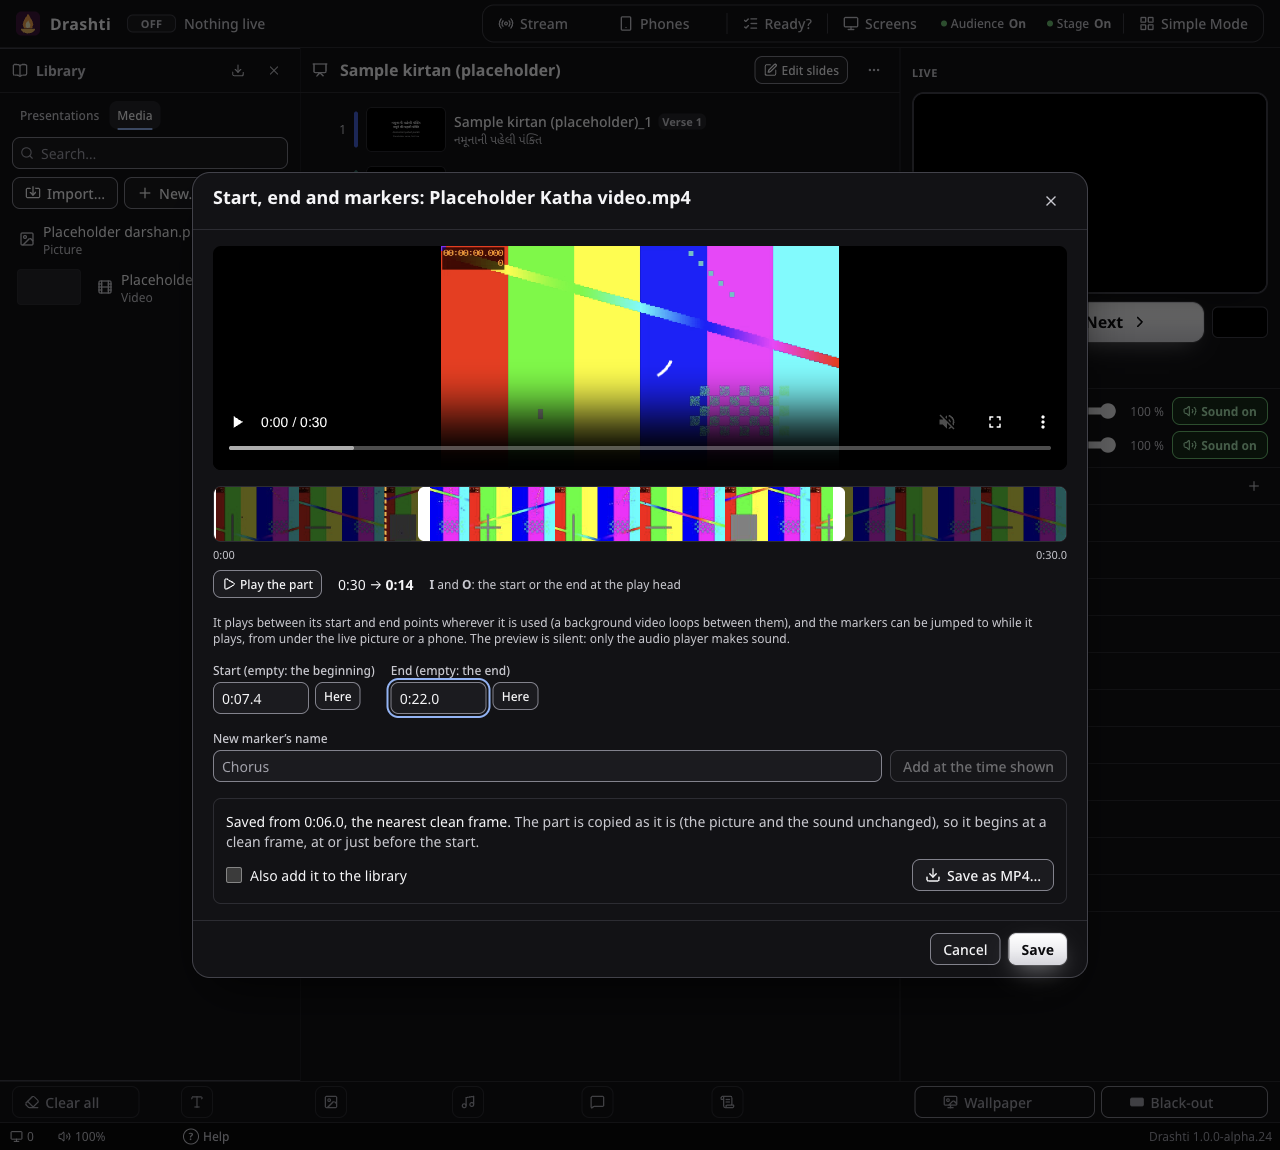 Drashti
OFF
Nothing live
Stream
Phones
Ready?
Screens
Audience On
Stage On
Simple Mode
Library
Sample kirtan (placeholder)
Edit slides
LIVE
Presentations
Media
Search...
1
Sample kirtan (placeholder)_1
Verse 1
નમૂનાની પહેલી પંક્તિ
Import...
New.
Placeholder darshan.p
Picture
Placeholde
Video
Start, end and markers: Placeholder Katha video.mp4
00:00:00.000
0
0:00 / 0:30
0:00
0:30.0
Play the part
0:30 → 0:14
I and O: the start or the end at the play head
It plays between its start and end points wherever it is used (a background video loops between them), and the markers can be jumped to while it
plays, from under the live picture or a phone. The preview is silent: only the audio player makes sound.
Start (empty: the beginning)
End (empty: the end)
0:07.4
Here
0:22.0
Here
New marker’s name
Chorus
Add at the time shown
Saved from 0:06.0, the nearest clean frame. The part is copied as it is (the picture and the sound unchanged), so it begins at a
clean frame, at or just before the start.
Also add it to the library
Save as MP4...
Cancel
Save
Next
100 %
Sound on
100 %
Sound on
Clear all
Wallpaper
Black-out
0
100%
Help
Drashti 1.0.0-alpha.24